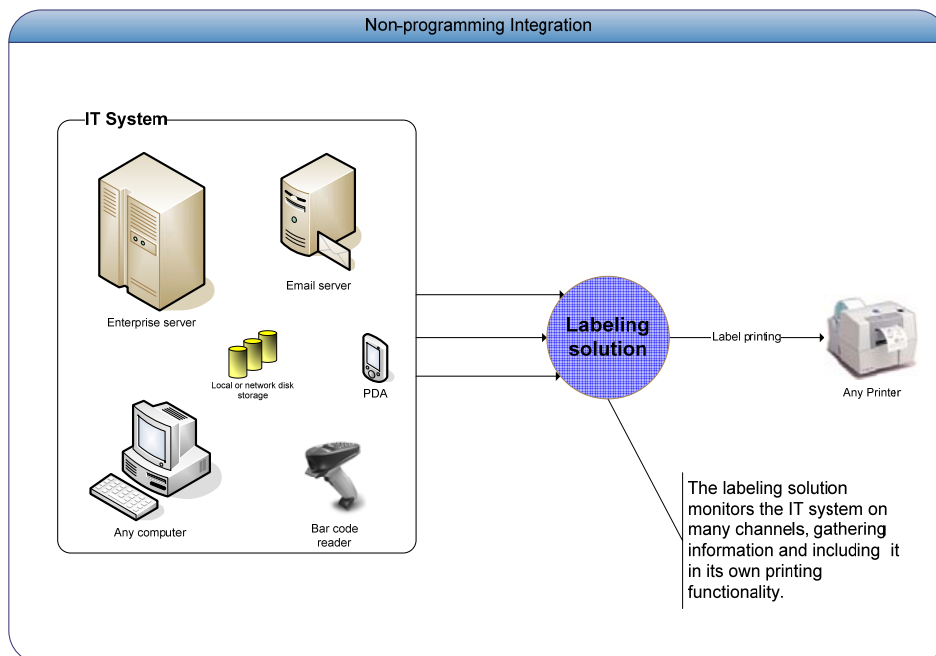 Non-programming Integration
IT System
Email server
Enterprise server
Local or network disk
storage
PDA
Any computer
Bar code
reader
Labeling
solution
Label printing
Any Printer
The labeling solution
monitors the IT system on
many channels, gathering
information and including it
in its own printing
functionality.